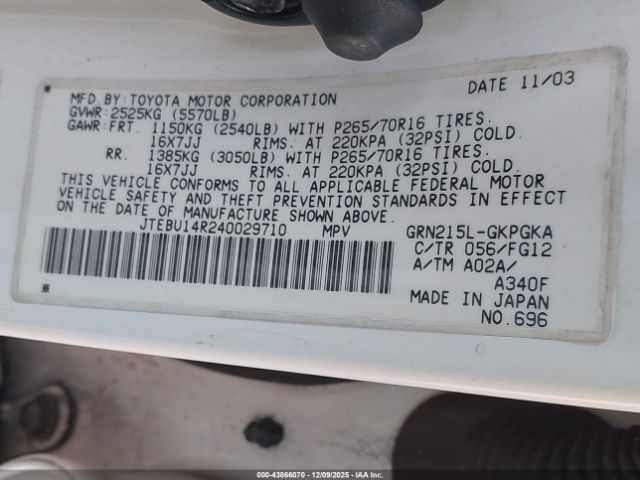 DATE 11/03
MFD.BY:TOYOTA MOTOR CORPORATION
GVWR:2525KG (5570LB)
GAWR:FRT. 1150KG (2540LB) WITH P265/70R16 TIRES.
16X7JJ RIMS. AT 220KPA (32PSI) COLD.
RR. 1385KG (3050LB) WITH P265/70R16 TIRES.
16X7JJ RIMS. AT 220KPA (32PSI) COLD.
THIS VEHICLE CONFORMS TO ALL APPLICABLE FEDERAL MOTOR
VEHICLE SAFETY AND THEFT PREVENTION STANDARDS IN EFFECT
ON THE DATE OF MANUFACTURE SHOWN ABOVE.
JTEBU14R240029710 MPV GRN215L-GKPGKA
C/TR 056/FG12
A/TM A02A/
A340F
MADE IN JAPAN
NO.696
000-43866070 | 12/09/2025 | IAA Inc.